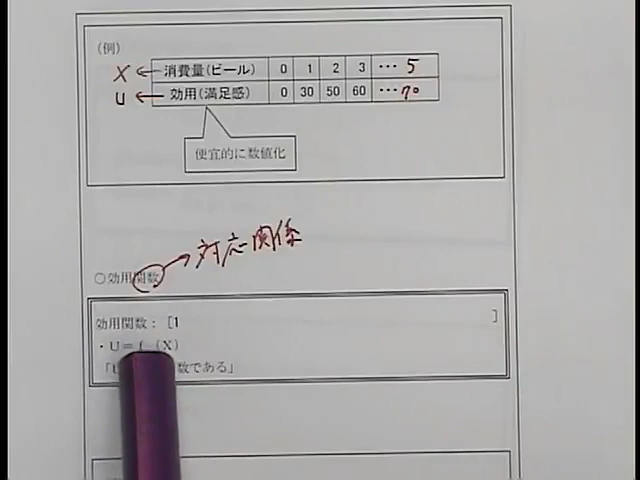 (例)
X ← 消費量(ビール) 0 1 2 3 … 5
U ← 効用(満足感) 0 30 50 60 … 70
便宜的に数値化
→対応関係
○効用関数
効用関数：[1 ]
・U＝f (X)
数である」